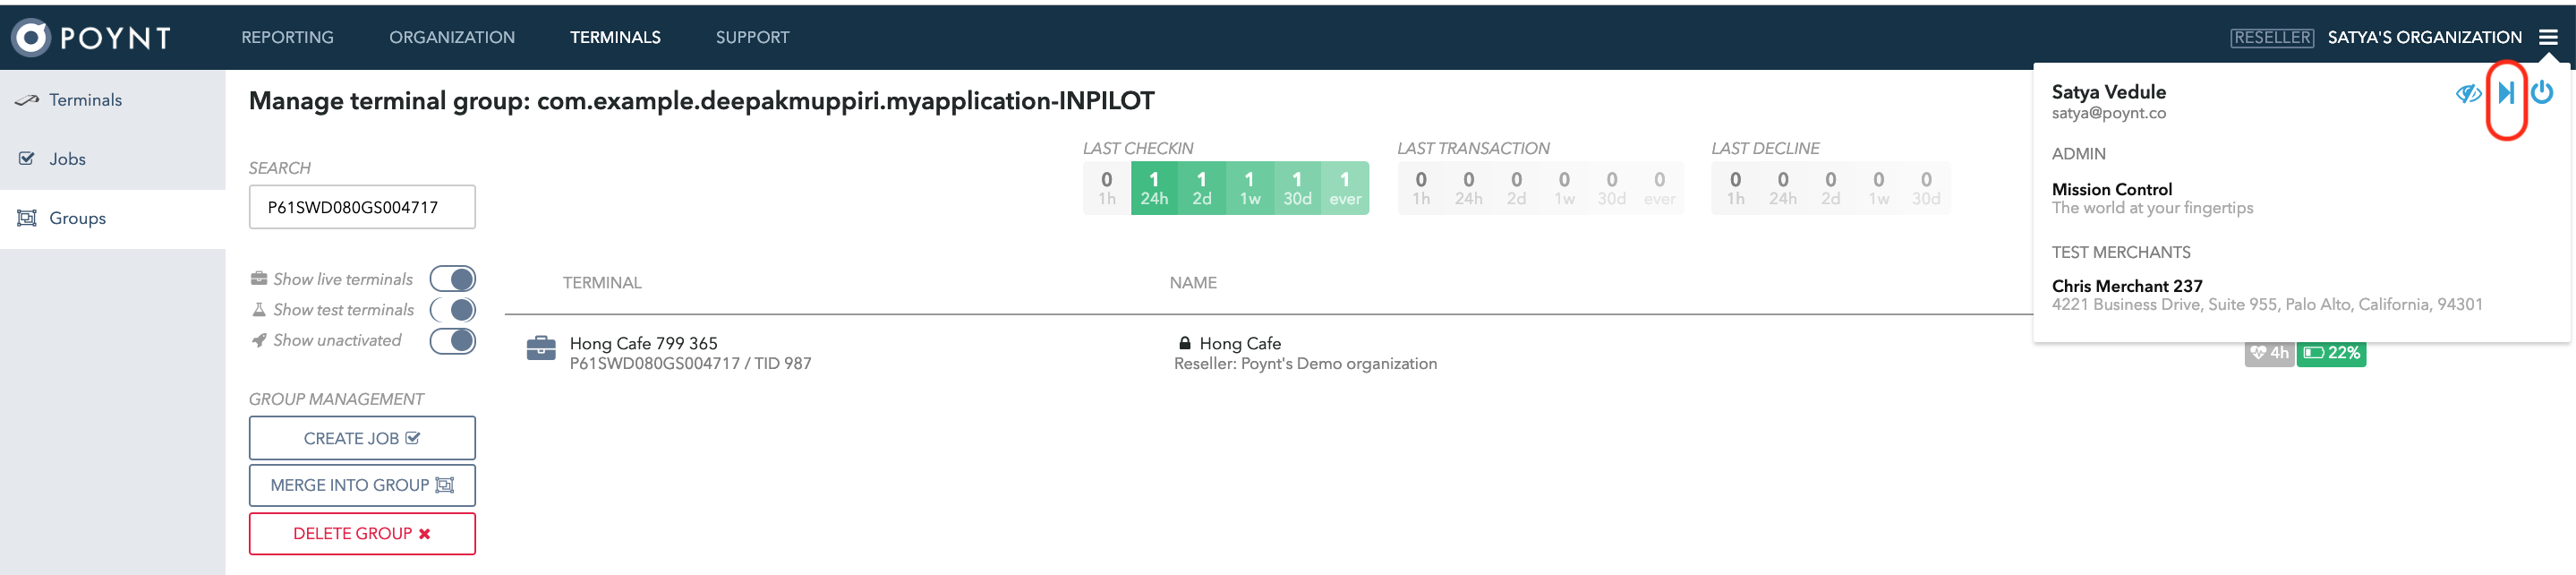 POYNT REPORTING ORGANIZATION TERMINALS SUPPORT RESELLER SATYA'S ORGANIZATION
Terminals
Jobs
Groups
Manage terminal group: com.example.deepakmuppiri.myapplication-INPILOT
SEARCH
P61SWD080GS004717
LAST CHECKIN
0 1 1 1 1 1
1h 24h 2d 1w 30d ever
LAST TRANSACTION
0 0 0 0 0 0
1h 24h 2d 1w 30d ever
LAST DECLINE
0 0 0 0 0
1h 24h 2d 1w 30d
Show live terminals
Show test terminals
Show unactivated
GROUP MANAGEMENT
CREATE JOB
MERGE INTO GROUP
DELETE GROUP
TERMINAL NAME
Hong Cafe 799 365
P61SWD080GS004717 / TID 987
Hong Cafe
Reseller: Poynt's Demo organization
4h 22%
Satya Vedule
satya@poynt.co
ADMIN
Mission Control
The world at your fingertips
TEST MERCHANTS
Chris Merchant 237
4221 Business Drive, Suite 955, Palo Alto, California, 94301